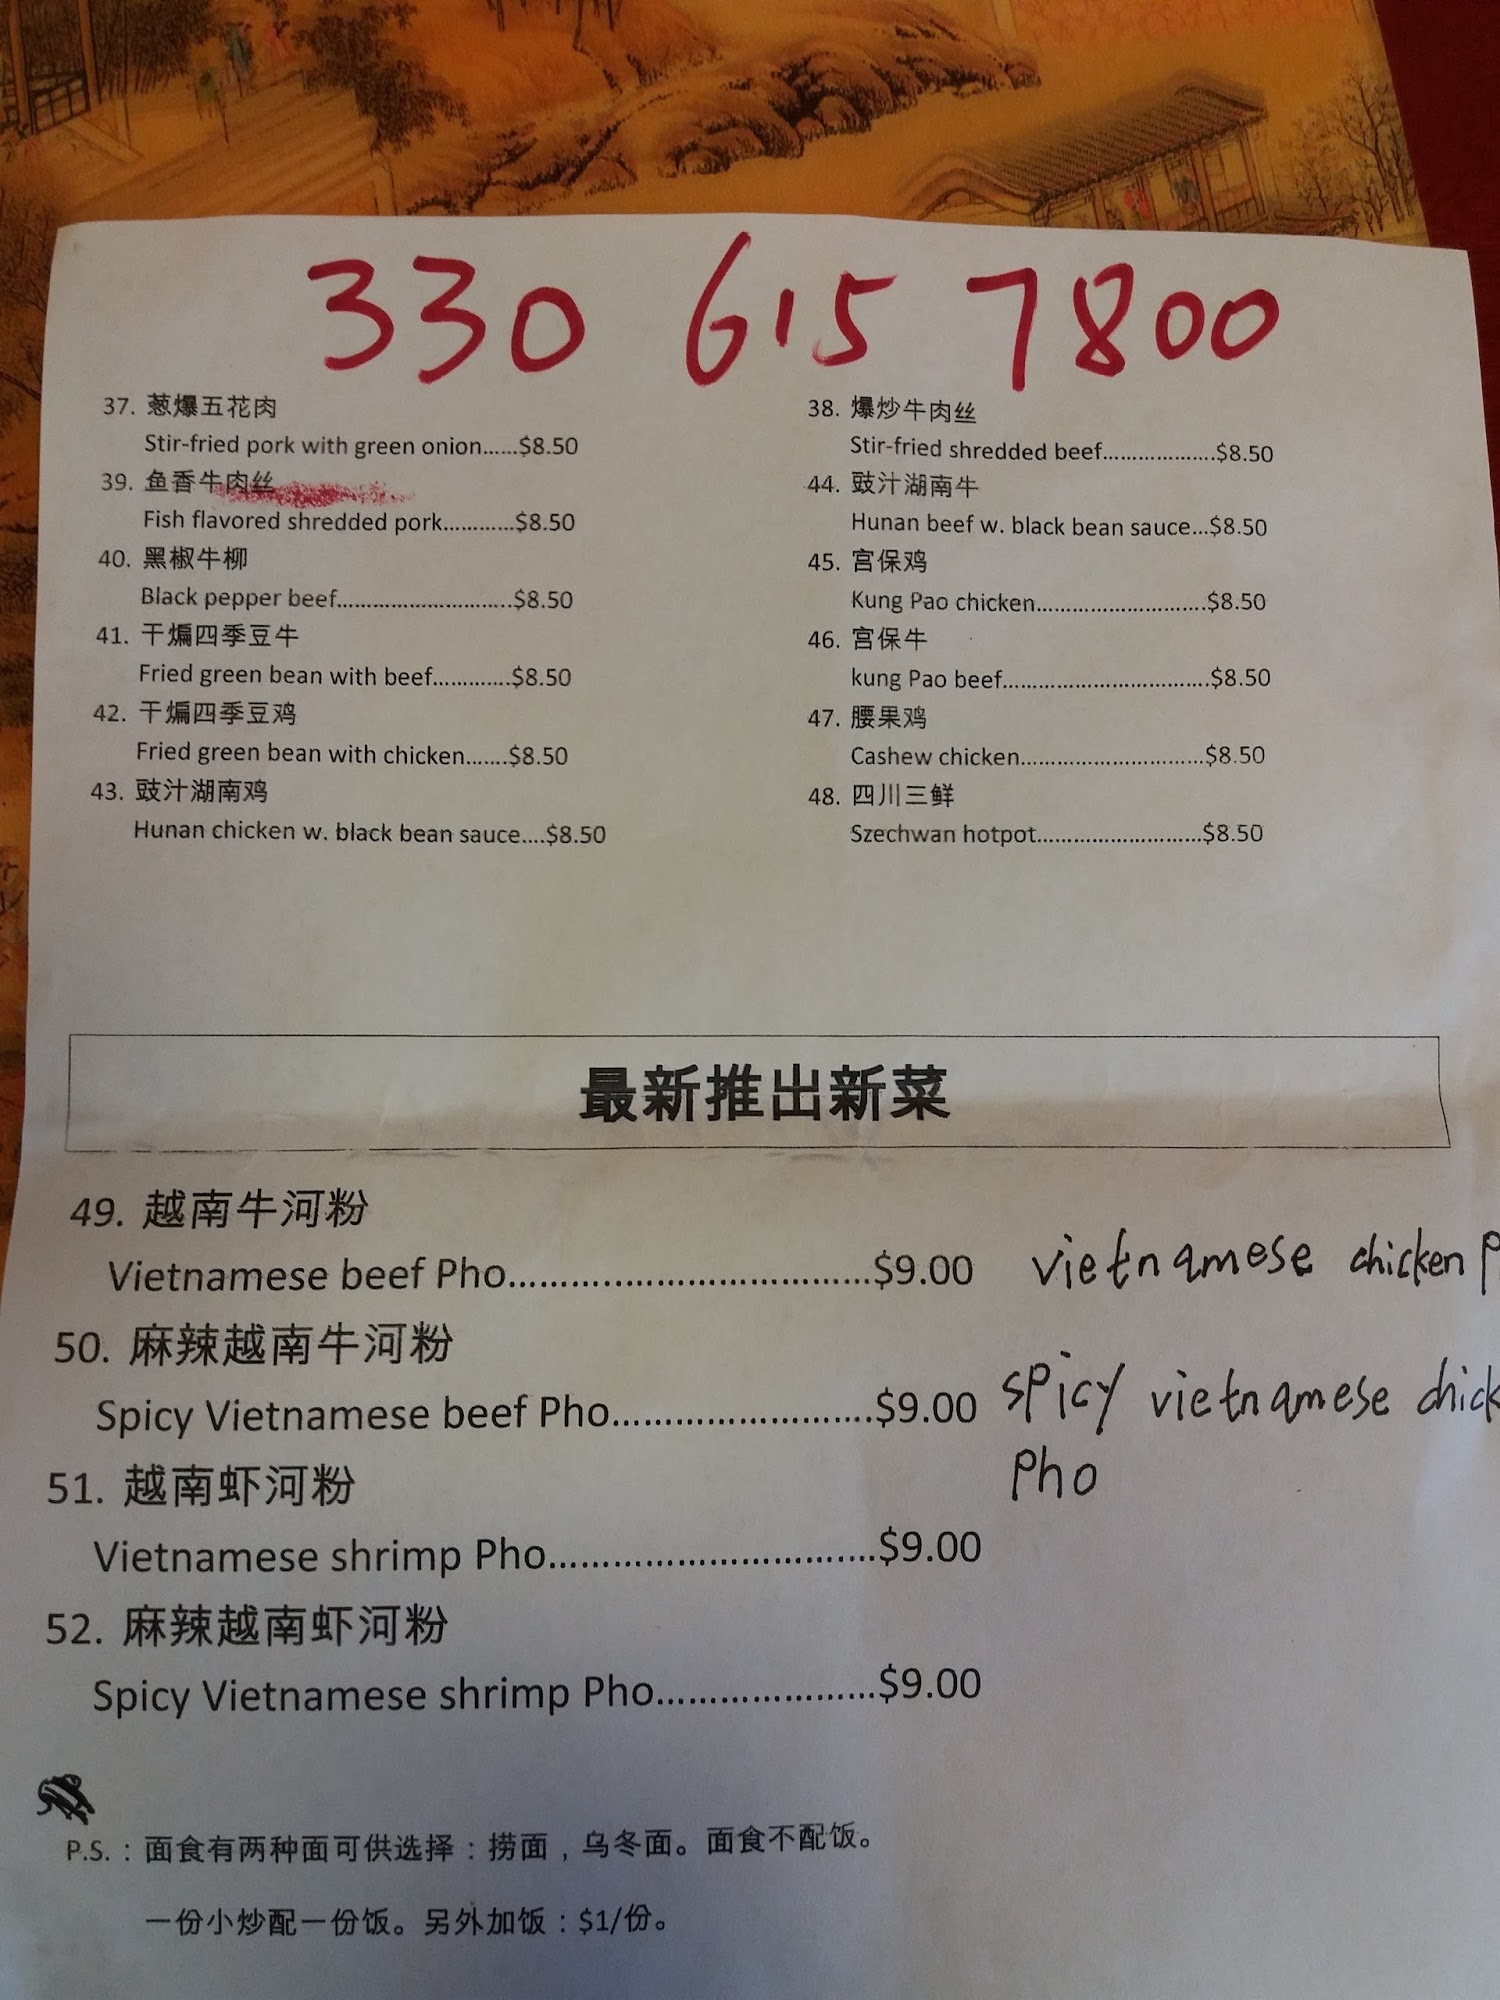 330 615 7800
37. 葱爆五花肉
Stir-fried pork with green onion......$8.50
39. 鱼香牛肉丝
Fish flavored shredded pork............$8.50
40. 黑椒牛柳
Black pepper beef..............................$8.50
41. 干煸四季豆牛
Fried green bean with beef.............$8.50
42. 干煸四季豆鸡
Fried green bean with chicken.......$8.50
43. 豉汁湖南鸡
Hunan chicken w. black bean sauce....$8.50
38. 爆炒牛肉丝
Stir-fried shredded beef...................$8.50
44. 豉汁湖南牛
Hunan beef w. black bean sauce...$8.50
45. 宫保鸡
Kung Pao chicken.............................$8.50
46. 宫保牛
kung Pao beef...................................$8.50
47. 腰果鸡
Cashew chicken...............................$8.50
48. 四川三鲜
Szechwan hotpot............................$8.50
最新推出新菜
49. 越南牛河粉
Vietnamese beef Pho..................................$9.00 vietnamese chicken
50. 麻辣越南牛河粉
Spicy Vietnamese beef Pho.........................$9.00 spicy vietnamese chick
Pho
51. 越南虾河粉
Vietnamese shrimp Pho...............................$9.00
52. 麻辣越南虾河粉
Spicy Vietnamese shrimp Pho.....................$9.00
P.S.：面食有两种面可供选择：捞面，乌冬面。面食不配饭。
一份小炒配一份饭。另外加饭：$1/份。